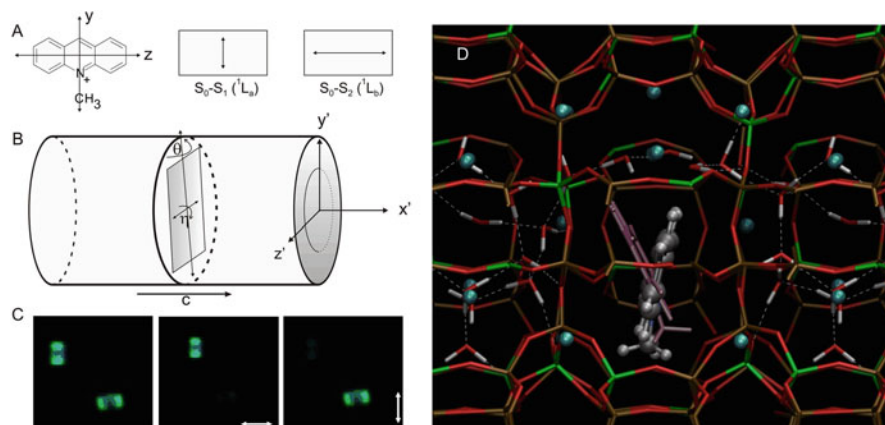 A
y
z
N
+
CH3
S0-S1 (¹La)
S0-S2 (¹Lb)
B
θ
η
y'
x'
z'
c
C
D